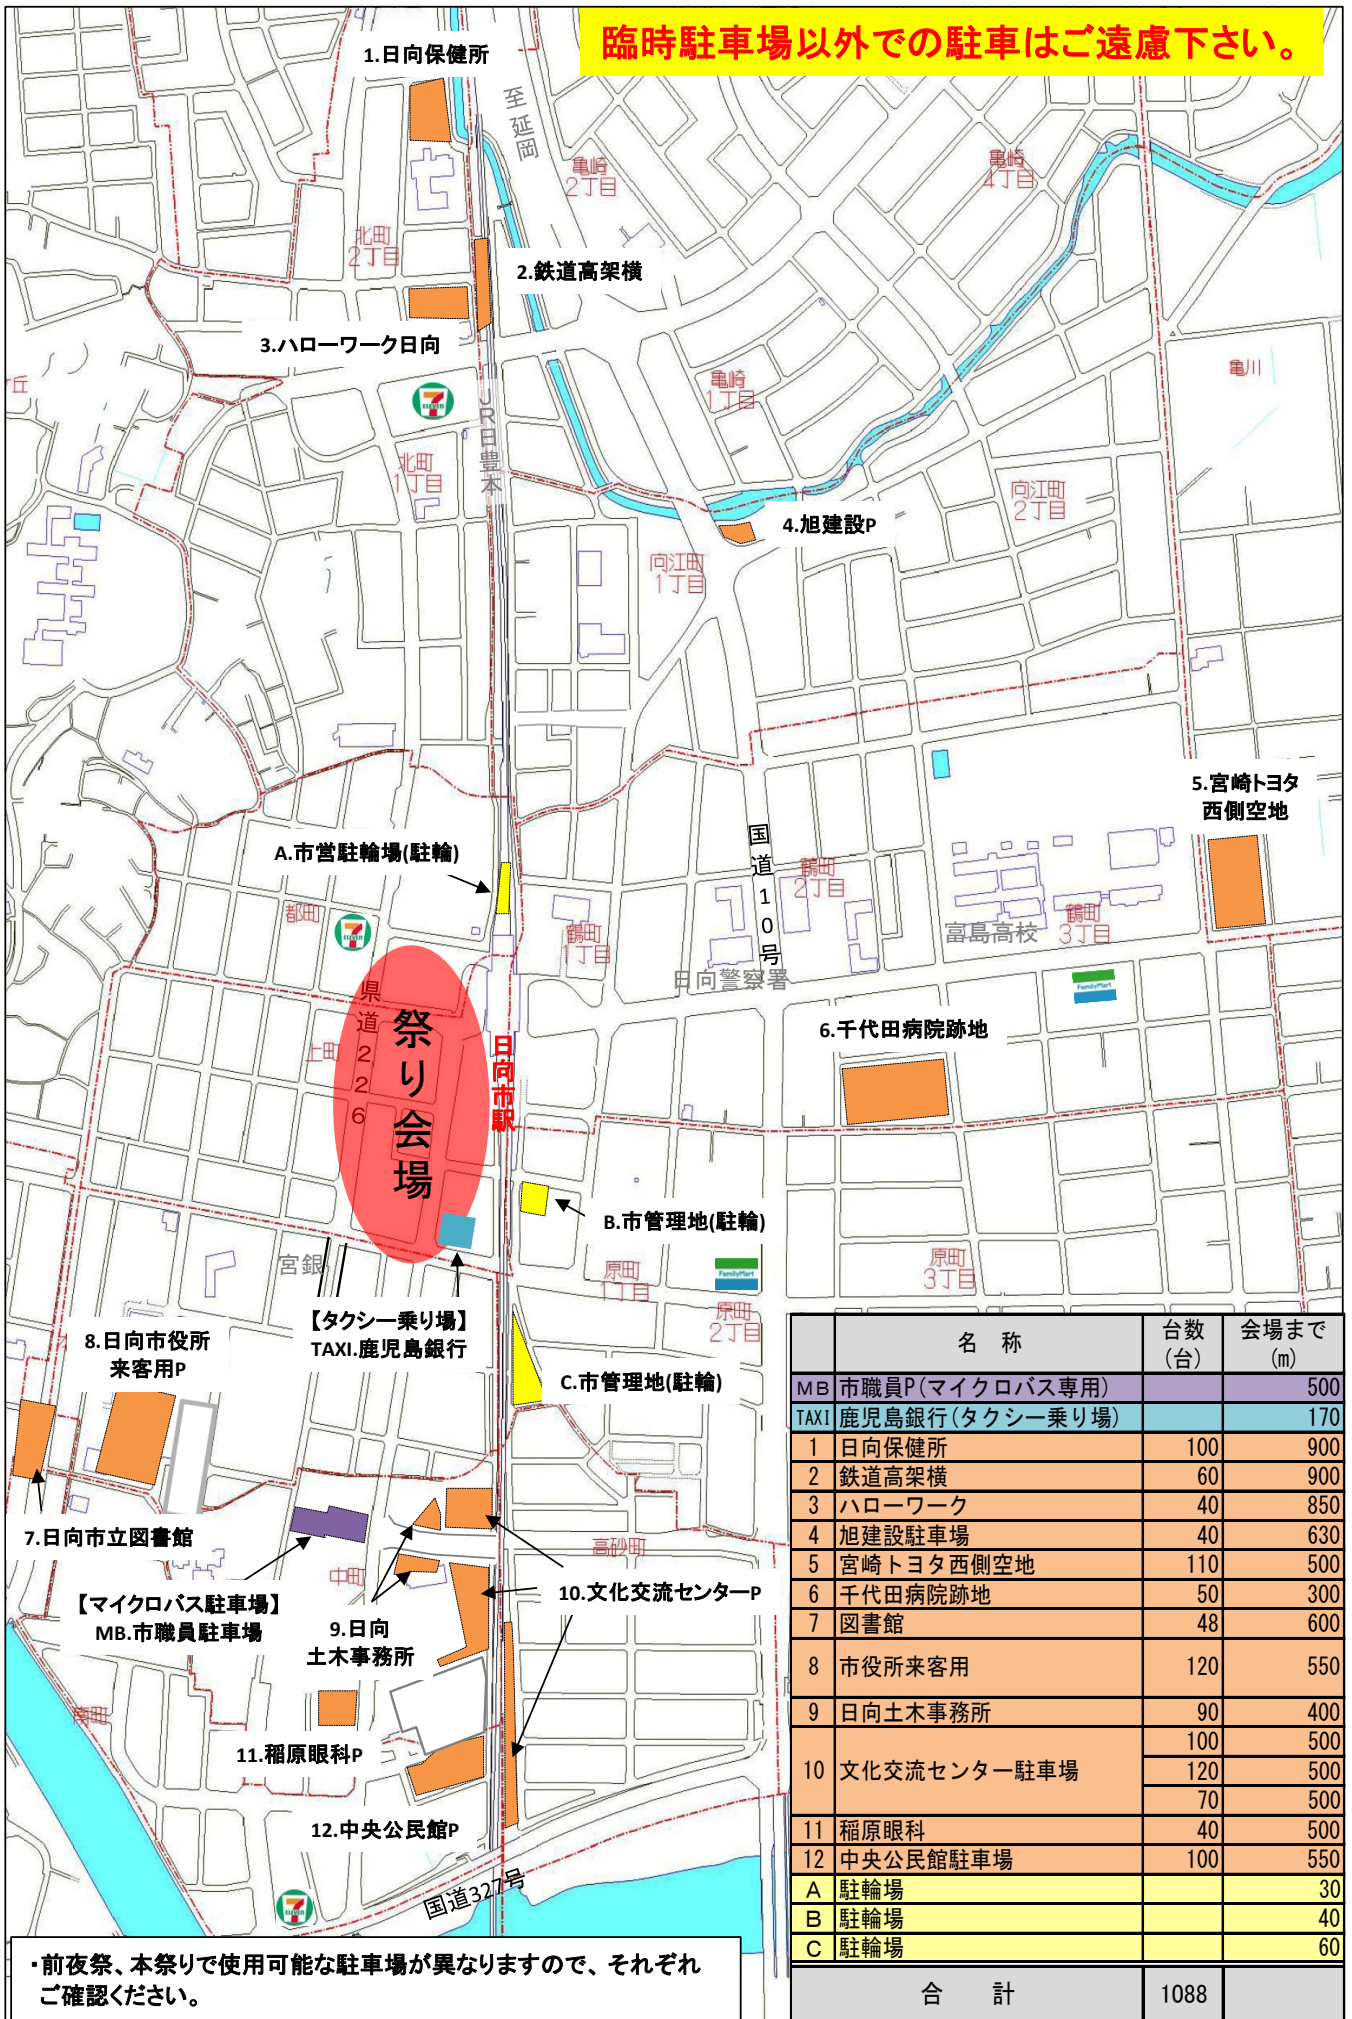 臨時駐車場以外での駐車はご遠慮下さい。
1.日向保健所
至延岡
亀崎
2丁目
亀崎
4丁目
北町
2丁目
2.鉄道高架横
3.ハローワーク日向
丘
7
ELEVEN
JR日豊本
亀崎
1丁目
亀川
北町
1丁目
向江町
2丁目
4.旭建設P
向江町
1丁目
5.宮崎トヨタ
西側空地
A.市営駐輪場(駐輪)
国道10号
鶴町
2丁目
都町
7
ELEVEN
鶴町
1丁目
富島高校
鶴町
3丁目
日向警察署
FamilyMart
県道226
祭り会場
上町
日向市駅
6.千代田病院跡地
B.市管理地(駐輪)
宮銀
原町
1丁目
FamilyMart
原町
3丁目
原町
2丁目
【タクシー乗り場】
TAXI.鹿児島銀行
8.日向市役所
来客用P
C.市管理地(駐輪)
7.日向市立図書館
高砂町
中町
【マイクロバス駐車場】
MB.市職員駐車場
9.日向
土木事務所
10.文化交流センターP
南町
11.稲原眼科P
12.中央公民館P
国道327号
7
ELEVEN
・前夜祭、本祭りで使用可能な駐車場が異なりますので、それぞれ
ご確認ください。
名 称 台数(台) 会場まで(m)
MB 市職員P(マイクロバス専用) 500
TAXI 鹿児島銀行(タクシー乗り場) 170
1 日向保健所 100 900
2 鉄道高架横 60 900
3 ハローワーク 40 850
4 旭建設駐車場 40 630
5 宮崎トヨタ西側空地 110 500
6 千代田病院跡地 50 300
7 図書館 48 600
8 市役所来客用 120 550
9 日向土木事務所 90 400
10 文化交流センター駐車場 100 500
120 500
70 500
11 稲原眼科 40 500
12 中央公民館駐車場 100 550
A 駐輪場 30
B 駐輪場 40
C 駐輪場 60
合 計 1088